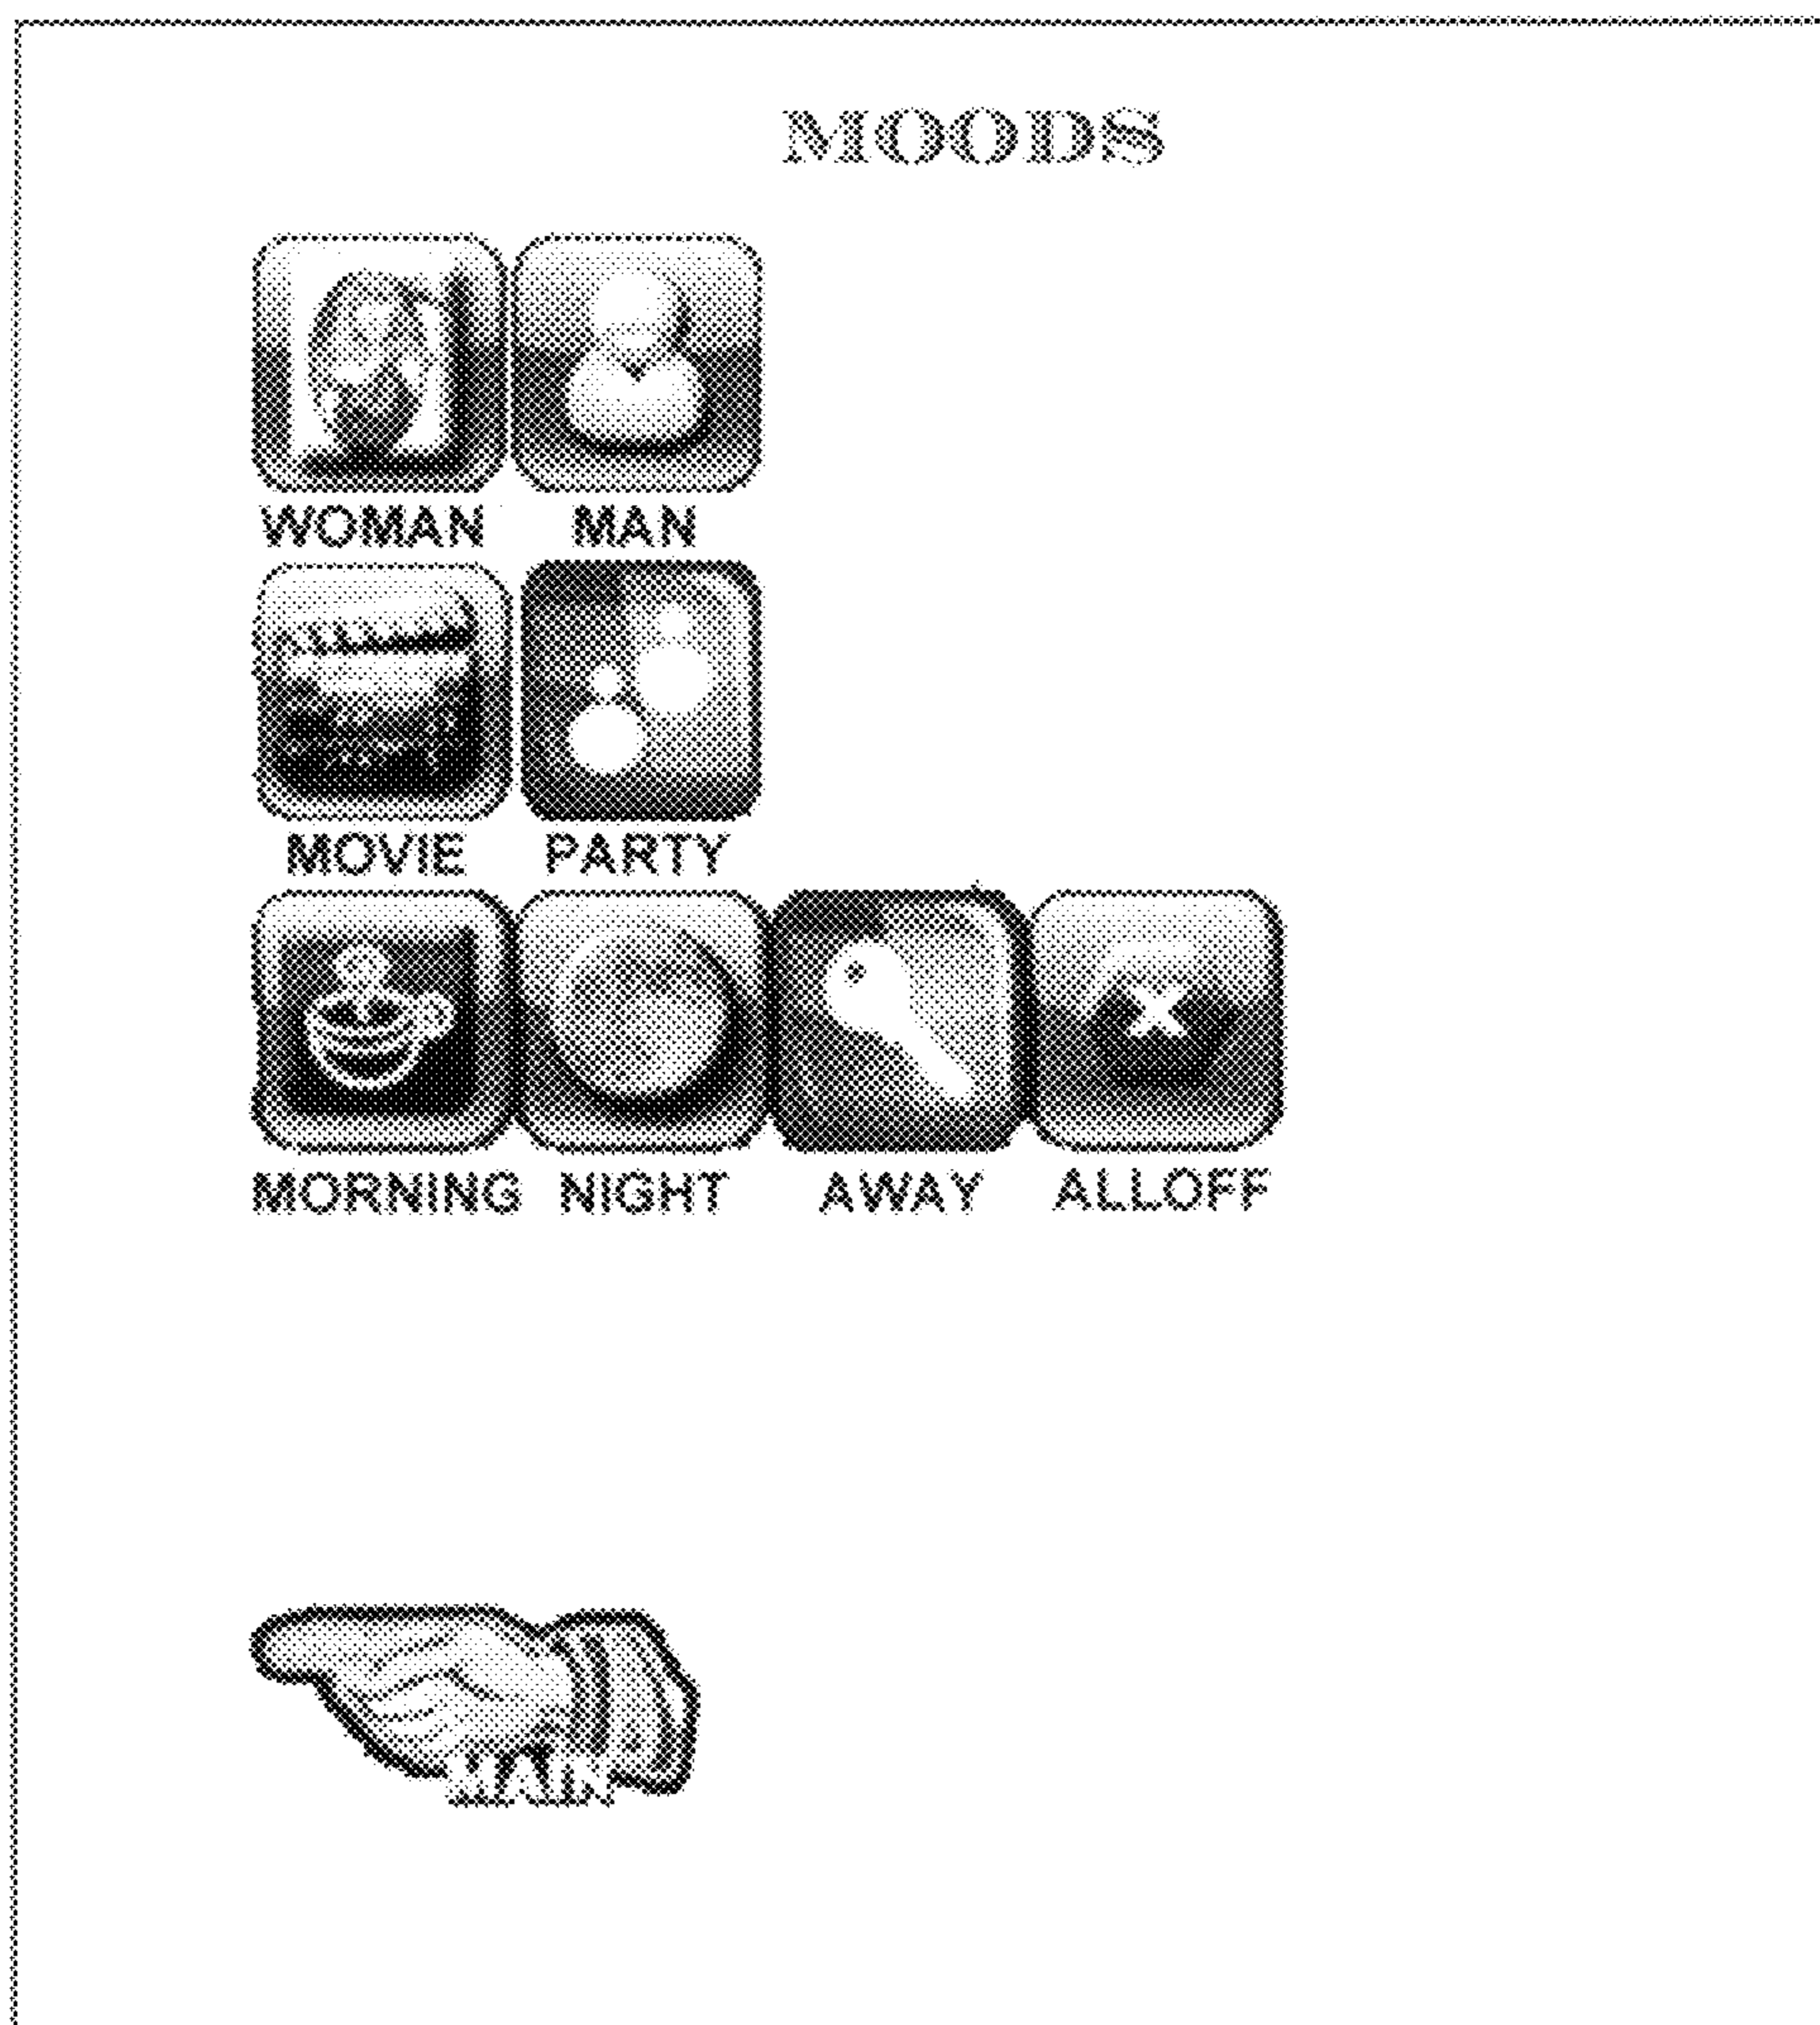 MOODS
WOMAN MAN
MOVIE PARTY
MORNING NIGHT AWAY ALLOFF
MAIN